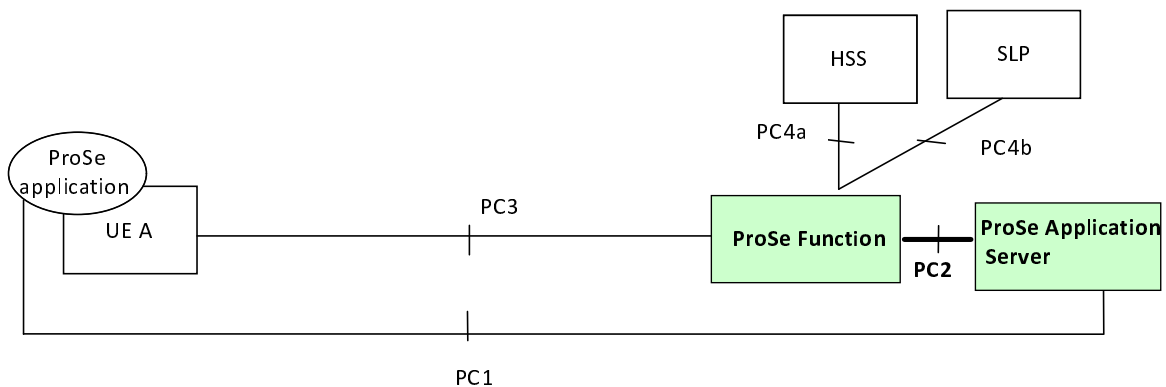 HSS
SLP
PC4a
PC4b
ProSe
application
UE A
PC3
ProSe Function
PC2
ProSe Application
Server
PC1